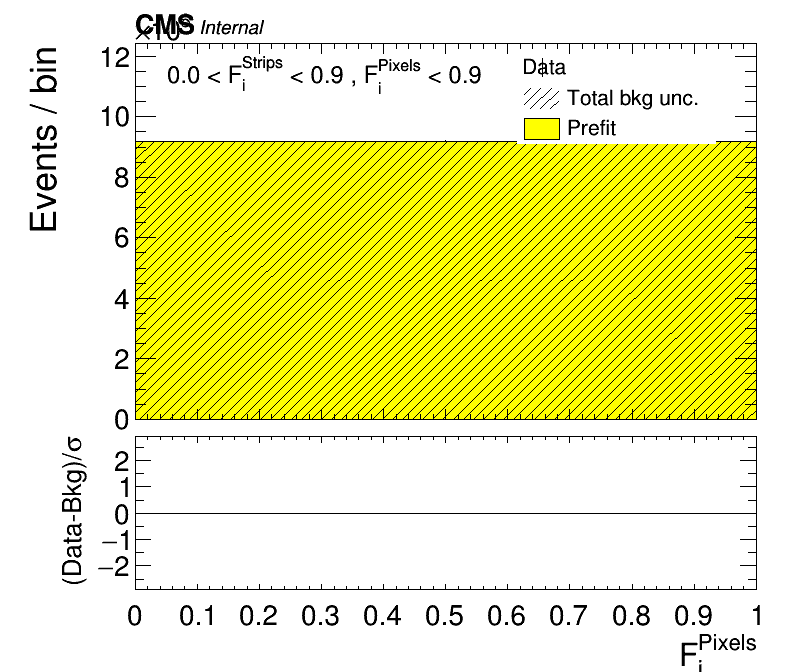 CMS Internal
Events / bin
12
10
8
6
4
2
0
0.0 < F_i^Strips < 0.9 , F_i^Pixels < 0.9
Data
Total bkg unc.
Prefit
(Data-Bkg)/σ
2
1
0
−1
−2
0 0.1 0.2 0.3 0.4 0.5 0.6 0.7 0.8 0.9 1
F_i^Pixels